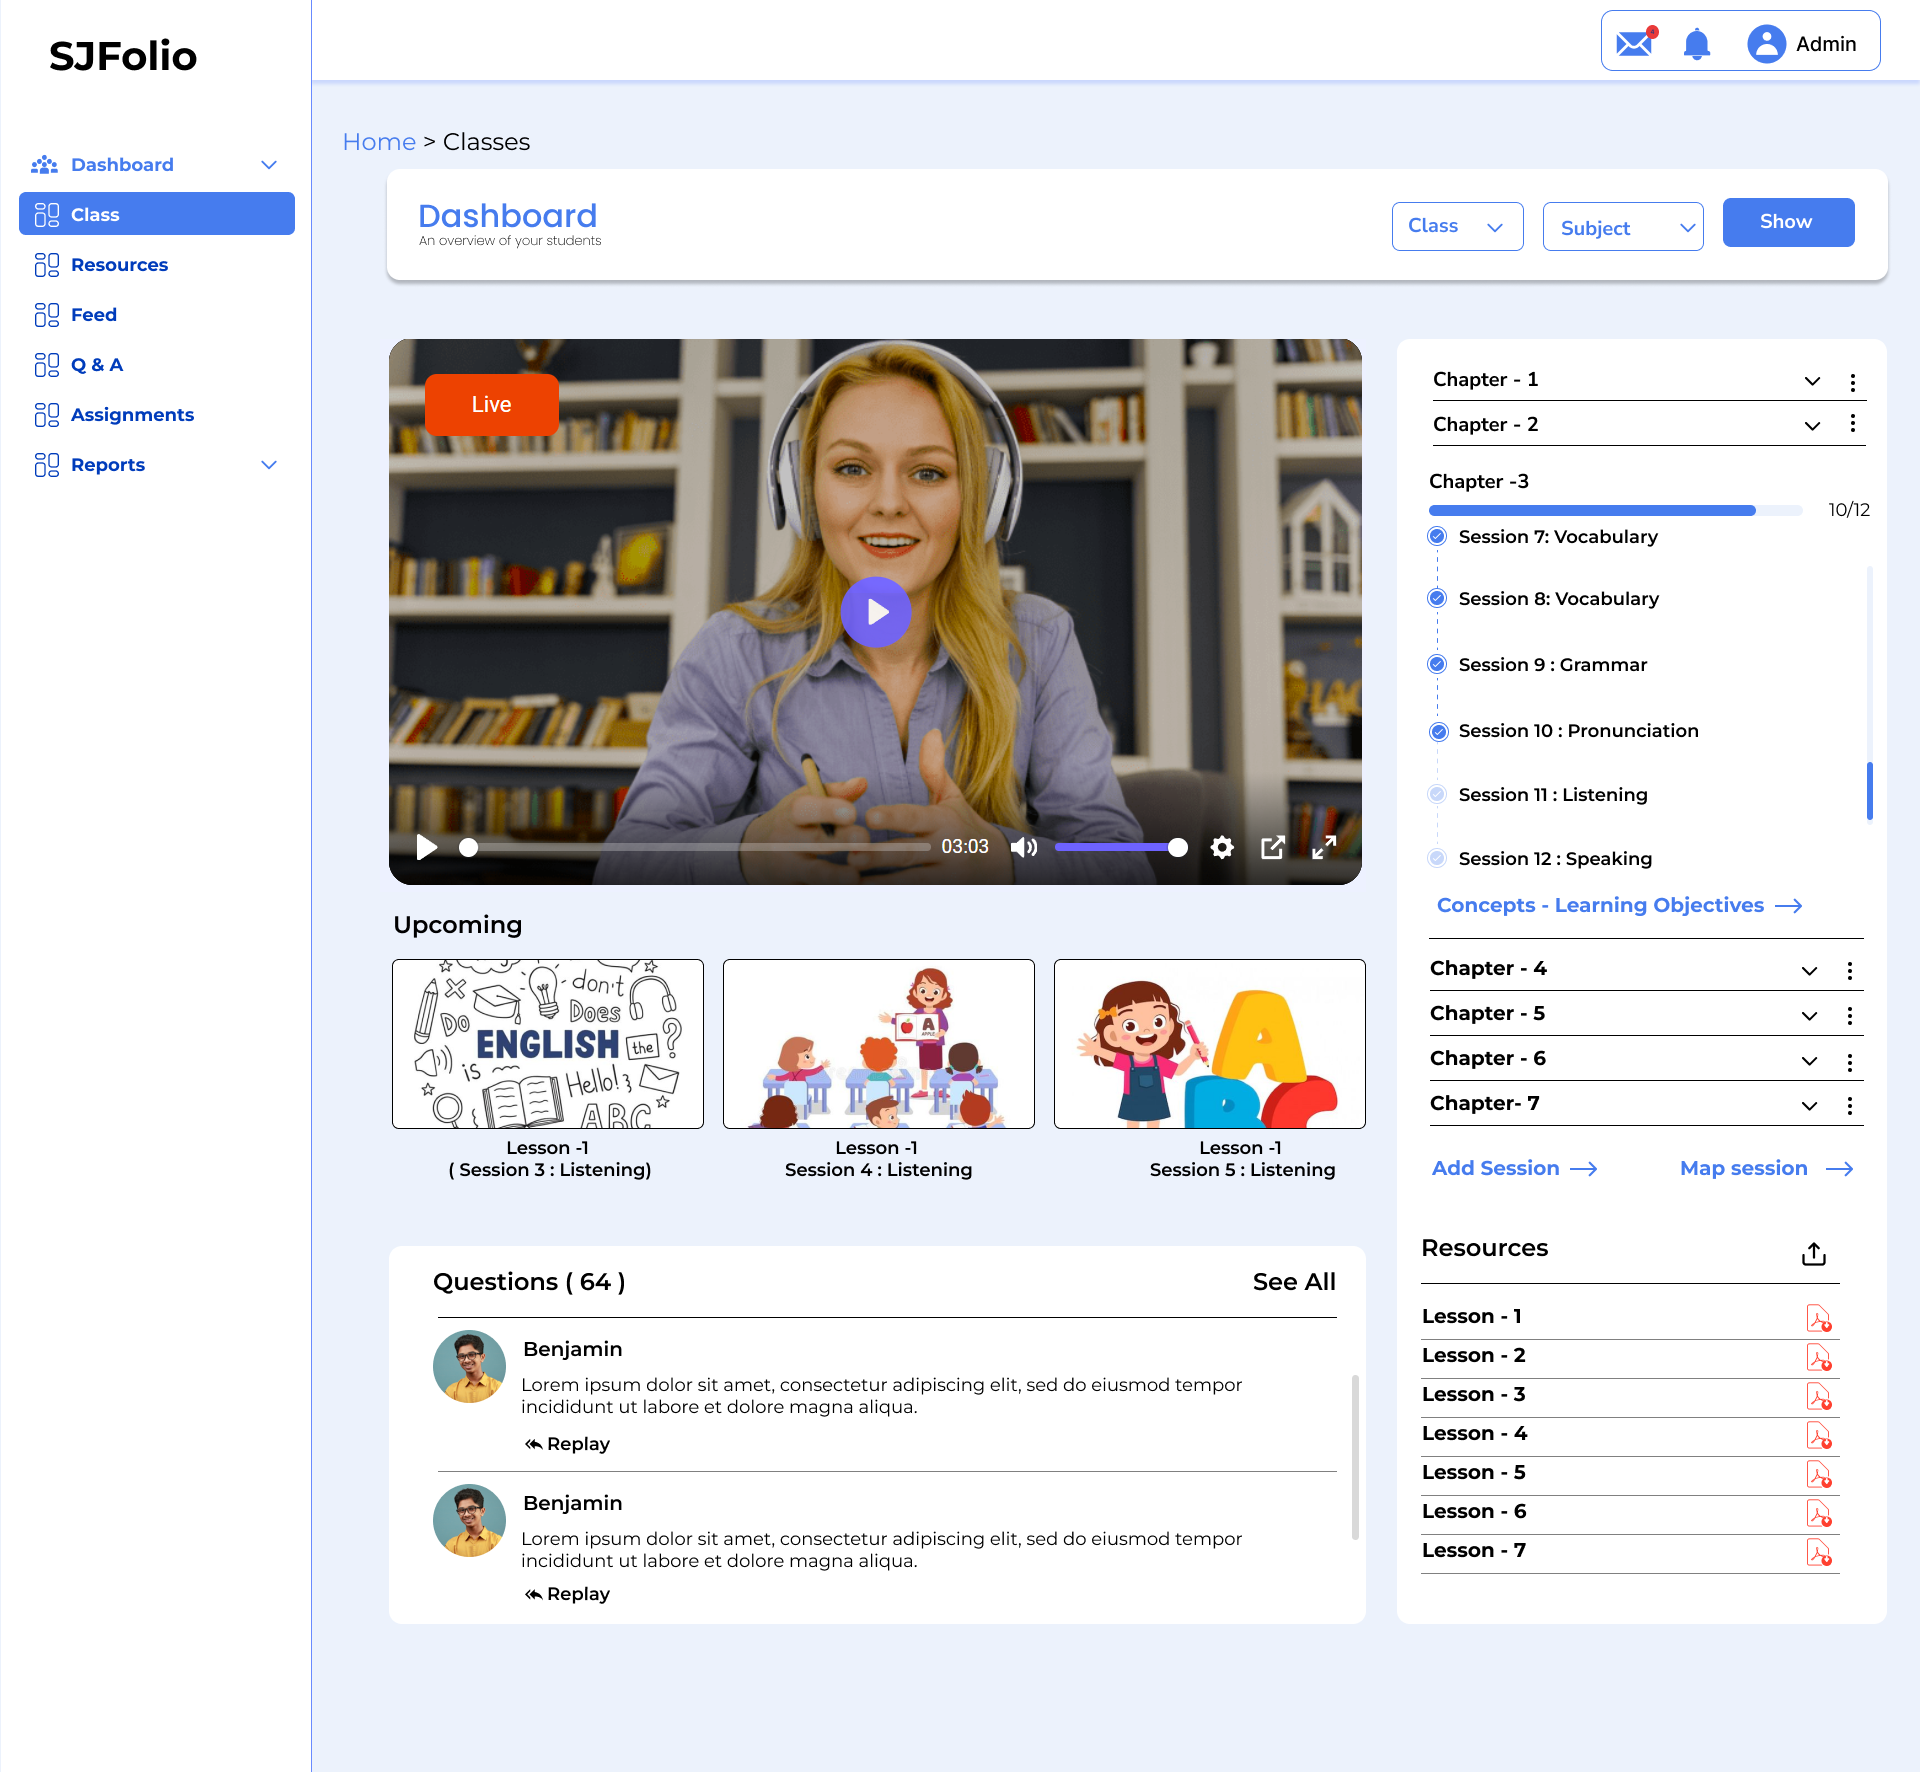 SJFolio
Admin
Dashboard
Class
Resources
Feed
Q & A
Assignments
Reports
Home > Classes
Dashboard
An overview of your students
Class
Subject
Show
Live
03:03
Chapter - 1
Chapter - 2
Chapter -3
10/12
Session 7: Vocabulary
Session 8: Vocabulary
Session 9 : Grammar
Session 10 : Pronunciation
Session 11 : Listening
Session 12 : Speaking
Concepts - Learning Objectives
Chapter - 4
Chapter - 5
Chapter - 6
Chapter- 7
Add Session
Map session
Upcoming
don't
Does
Do
ENGLISH
the
?
is
Hello!
ABC
A
APPLE
A
B
C
Lesson -1
( Session 3 : Listening)
Lesson -1
Session 4 : Listening
Lesson -1
Session 5 : Listening
Questions ( 64 )
See All
Benjamin
Lorem ipsum dolor sit amet, consectetur adipiscing elit, sed do eiusmod tempor
incididunt ut labore et dolore magna aliqua.
Replay
Benjamin
Lorem ipsum dolor sit amet, consectetur adipiscing elit, sed do eiusmod tempor
incididunt ut labore et dolore magna aliqua.
Replay
Resources
Lesson - 1
Lesson - 2
Lesson - 3
Lesson - 4
Lesson - 5
Lesson - 6
Lesson - 7